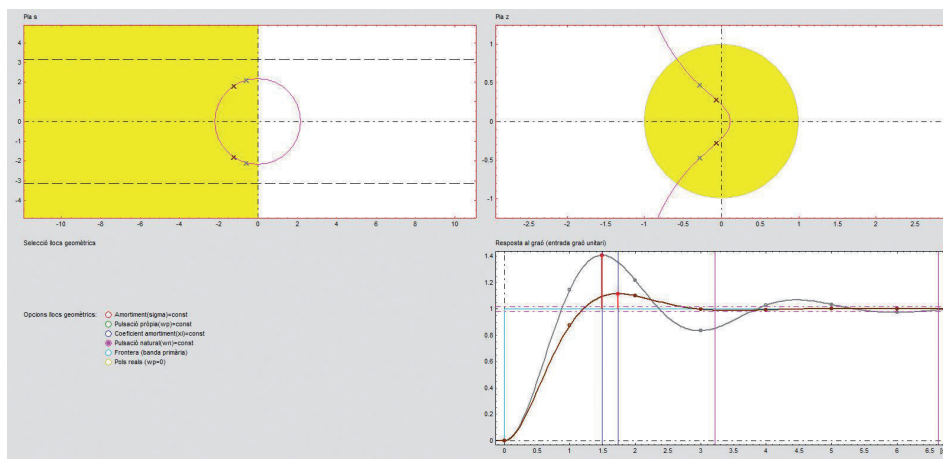 Pla s
4
3
2
1
0
-1
-2
-3
-4
-10 -8 -6 -4 -2 0 2 4 6 8 10
Pla z
1
0.5
0
-0.5
-1
-2.5 -2 -1.5 -1 -0.5 0 0.5 1 1.5 2 2.5
Selecció llocs geomètrics
Opcions llocs geomètrics:
Amortiment(sigma)=const
Pulsació pròpia(wp)=const
Coeficient amortiment(xi)=const
Pulsació natural(wn)=const
Frontera (banda primària)
Pols reals (wp=0)
Resposta al graó (entrada graó unitari)
1.4
1.2
1
0.8
0.6
0.4
0.2
0
0 0.5 1 1.5 2 2.5 3 3.5 4 4.5 5 5.5 6 6.5